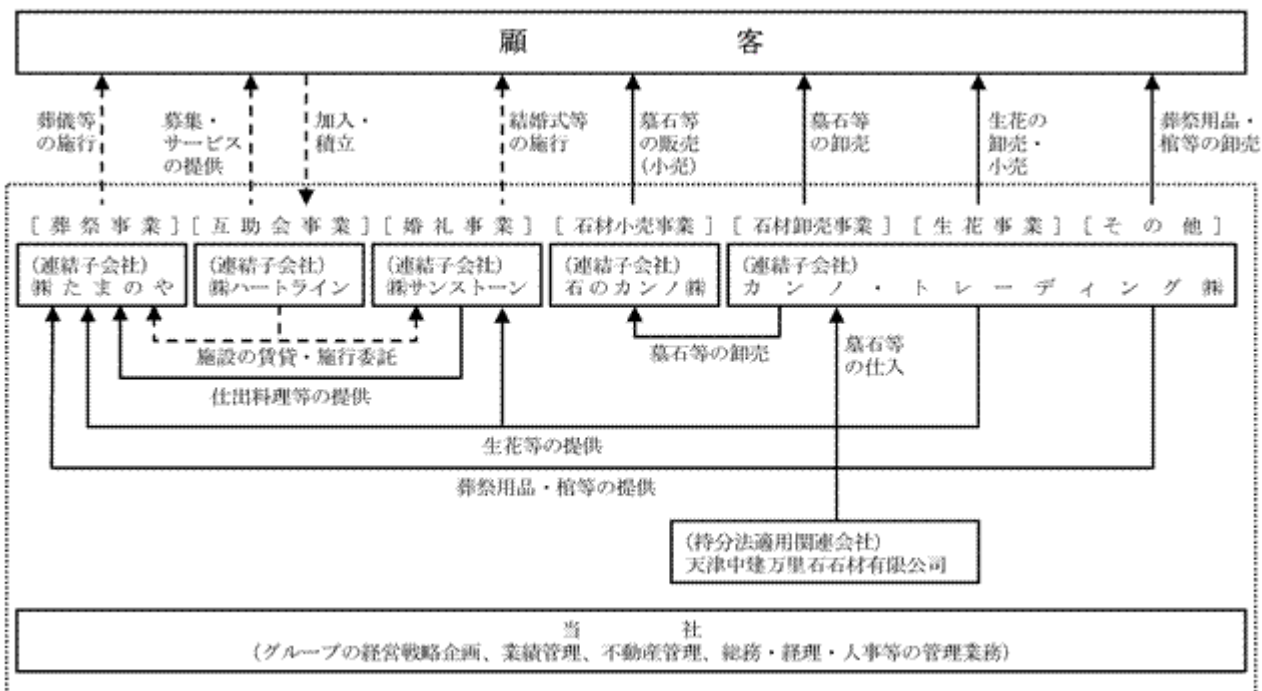 顧客
葬儀等
の施行
募集・
サービス
の提供
加入・
積立
結婚式等
の施行
墓石等
の販売
(小売)
墓石等
の卸売
生花の
卸売・
小売
葬祭用品・
棺等の卸売
[葬祭事業] [互助会事業] [婚礼事業] [石材小売事業] [石材卸売事業] [生花事業] [その他]
(連結子会社)
㈱たまのや
(連結子会社)
㈱ハートライン
(連結子会社)
㈱サンストーン
(連結子会社)
石のカンノ㈱
(連結子会社)
カンノ・トレーディング㈱
施設の賃貸・施行委託
墓石等の卸売
墓石等
の仕入
仕出料理等の提供
生花等の提供
葬祭用品・棺等の提供
(持分法適用関連会社)
天津中建万里石石材有限公司
当社
(グループの経営戦略企画、業績管理、不動産管理、総務・経理・人事等の管理業務)